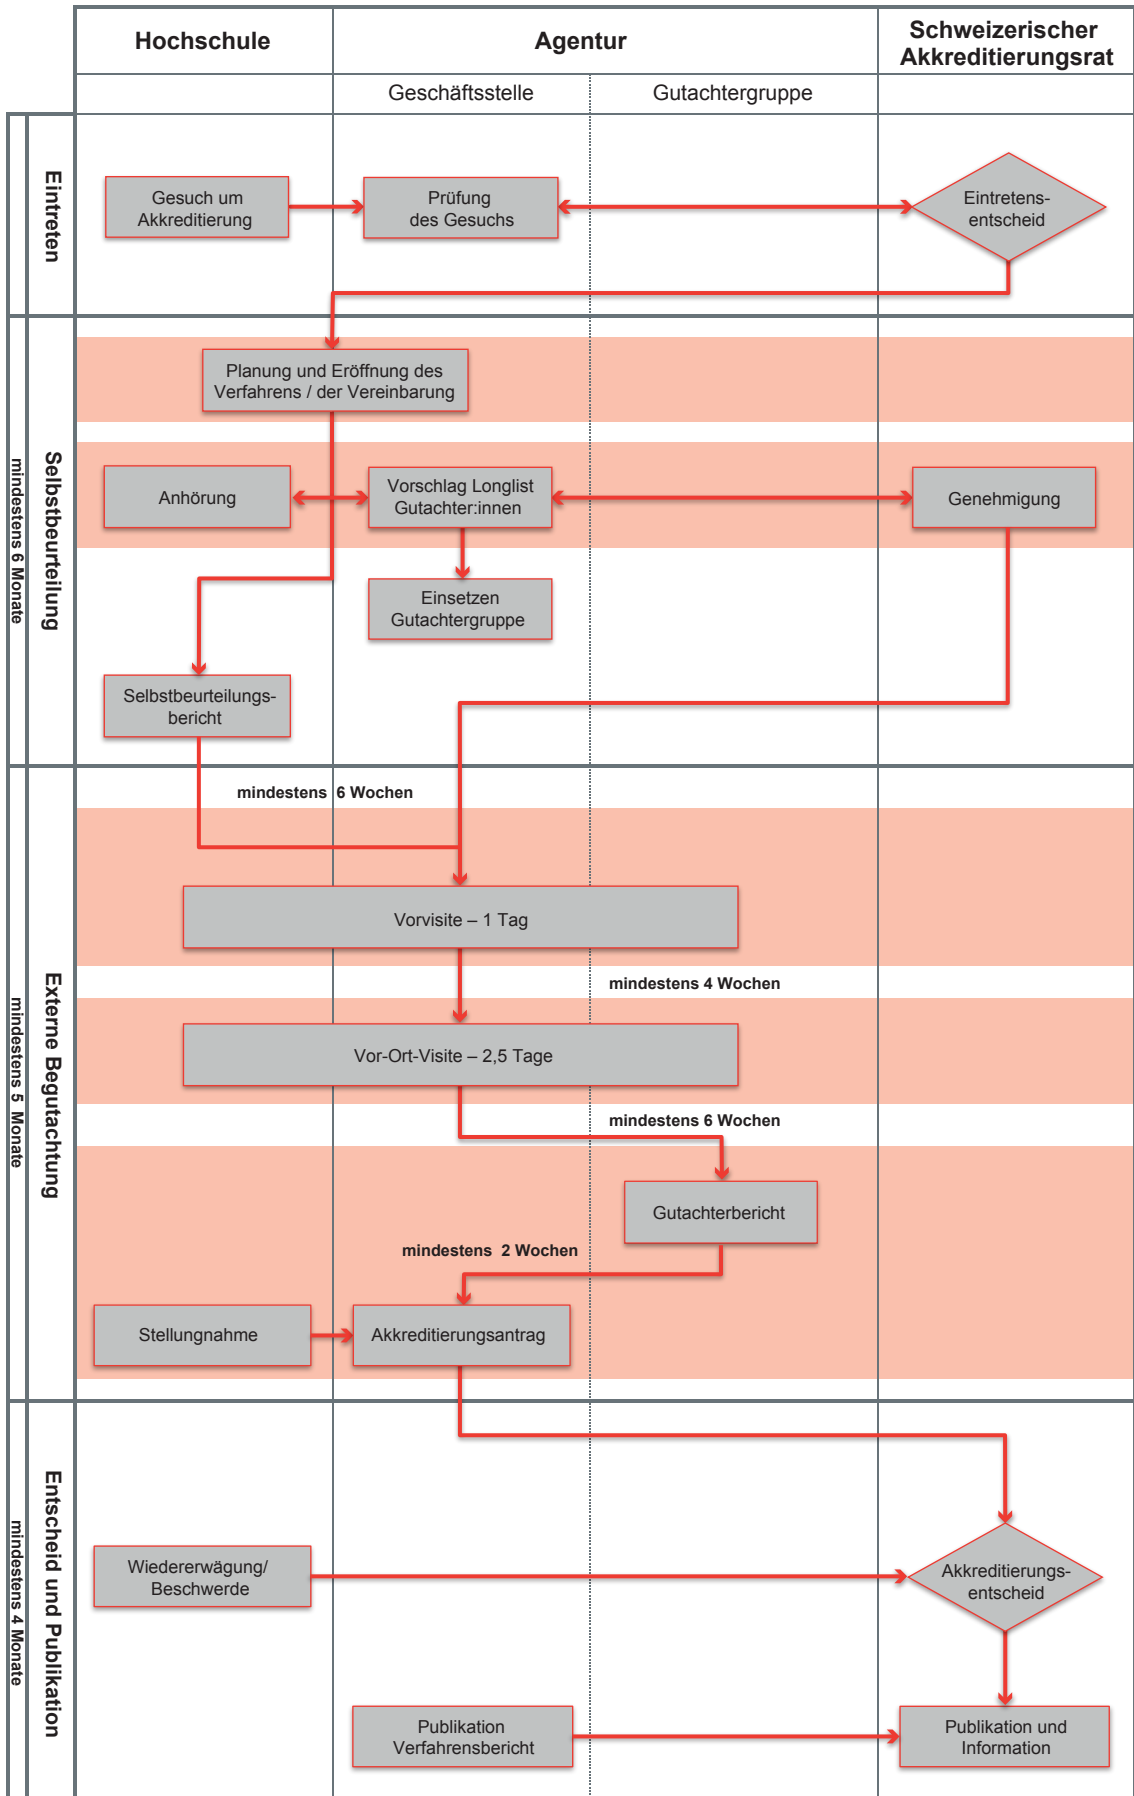 Hochschule
Agentur
Schweizerischer
Akkreditierungsrat
Geschäftsstelle
Gutachtergruppe
Eintreten
Gesuch um
Akkreditierung
Prüfung
des Gesuchs
Eintretens-
entscheid
Selbstbeurteilung
mindestens 6 Monate
Planung und Eröffnung des
Verfahrens / der Vereinbarung
Anhörung
Vorschlag Longlist
Gutachter:innen
Genehmigung
Einsetzen
Gutachtergruppe
Selbstbeurteilungs-
bericht
Externe Begutachtung
mindestens 5 Monate
mindestens 6 Wochen
Vorvisite – 1 Tag
mindestens 4 Wochen
Vor-Ort-Visite – 2,5 Tage
mindestens 6 Wochen
Gutachterbericht
mindestens 2 Wochen
Stellungnahme
Akkreditierungsantrag
Entscheid und Publikation
mindestens 4 Monate
Wiedererwägung/
Beschwerde
Akkreditierungs-
entscheid
Publikation
Verfahrensbericht
Publikation und
Information